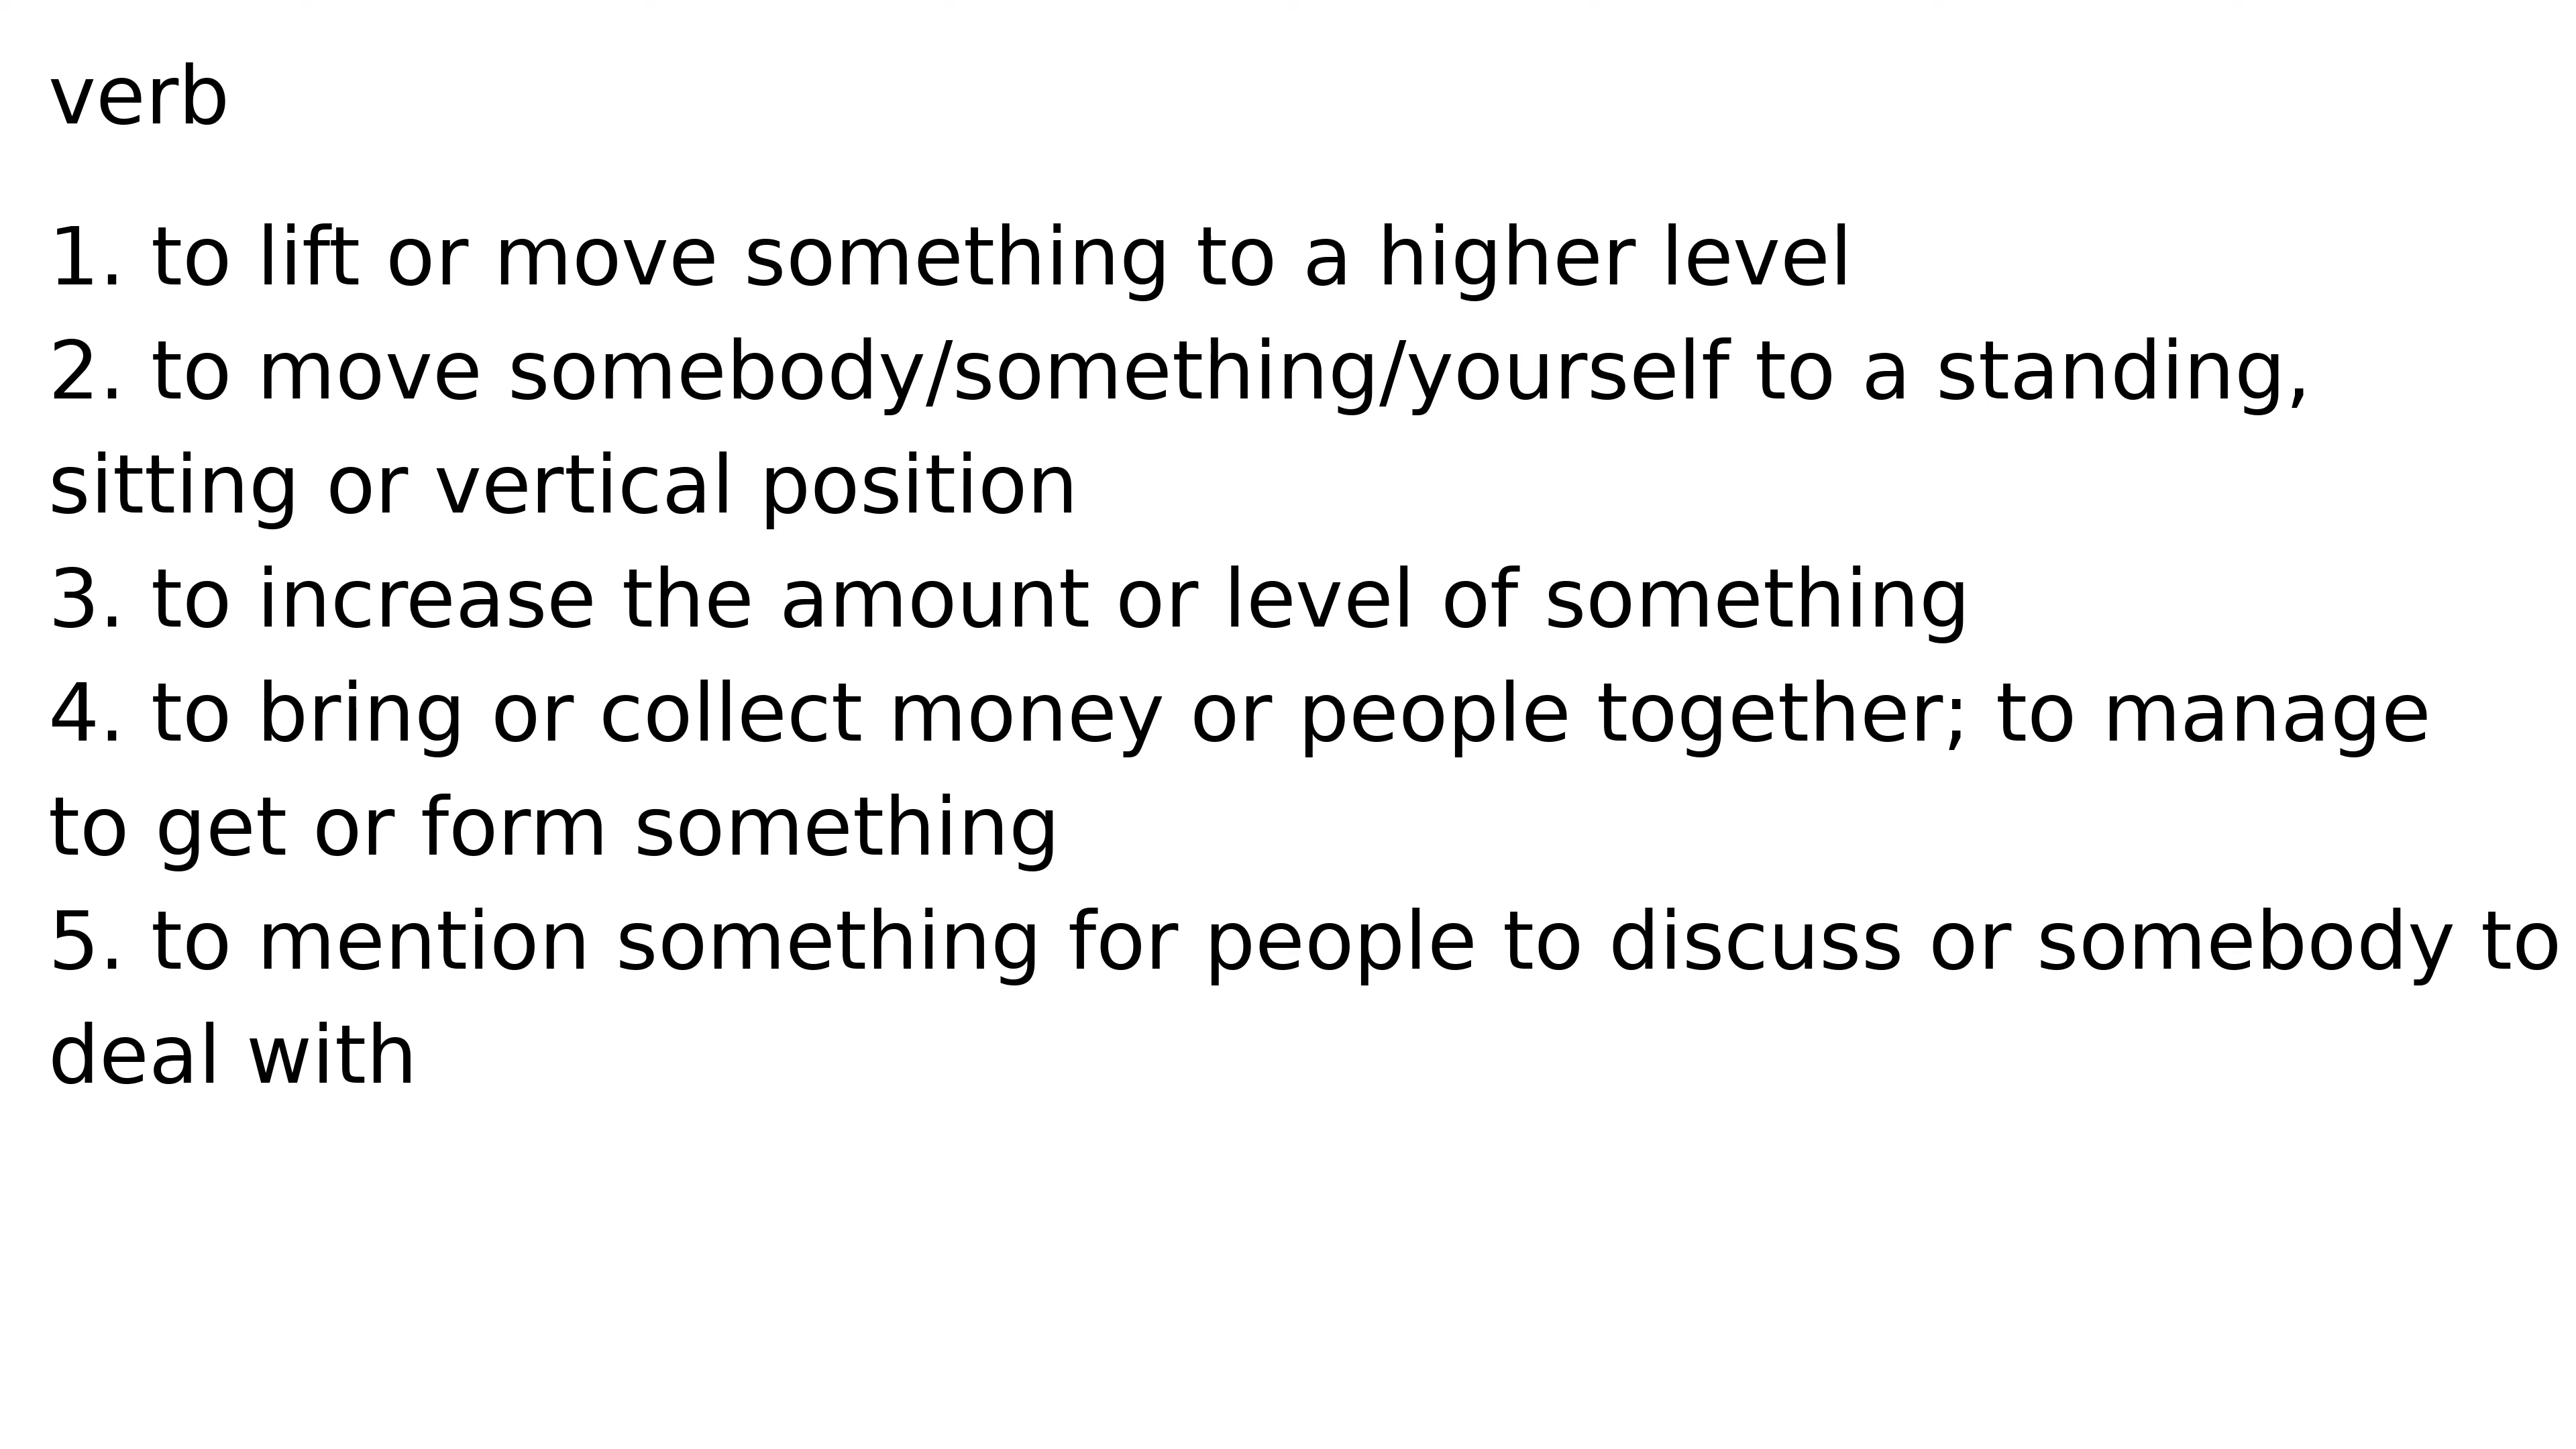 verb
1. to lift or move something to a higher level
2. to move somebody/something/yourself to a standing,
sitting or vertical position
3. to increase the amount or level of something
4. to bring or collect money or people together; to manage
to get or form something
5. to mention something for people to discuss or somebody to
deal with